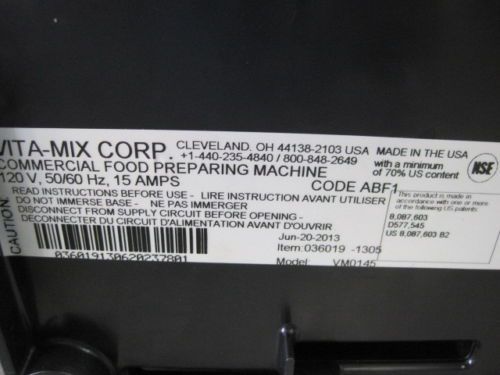 VITA-MIX CORP. CLEVELAND, OH 44138-2103 USA
+1-440-235-4840 / 800-848-2649
MADE IN THE USA
with a minimum
of 70% US content
NSF
COMMERCIAL FOOD PREPARING MACHINE
120 V, 50/60 Hz, 15 AMPS
CODE ABF1
CAUTION:
READ INSTRUCTIONS BEFORE USE - LIRE INSTRUCTION AVANT UTILISER
DO NOT IMMERSE BASE - NE PAS IMMERGER
DISCONNECT FROM SUPPLY CIRCUIT BEFORE OPENING -
DECONNECTER DU CIRCUIT D'ALIMENTATION AVANT D'OUVRIR
This product is made in
accordance with one or more
of the following US patents:
8,087,603
D577,545
US 8,087,603 B2
Jun-20-2013
Item: 036019 -1305
Model: VM0145
036019130620237801